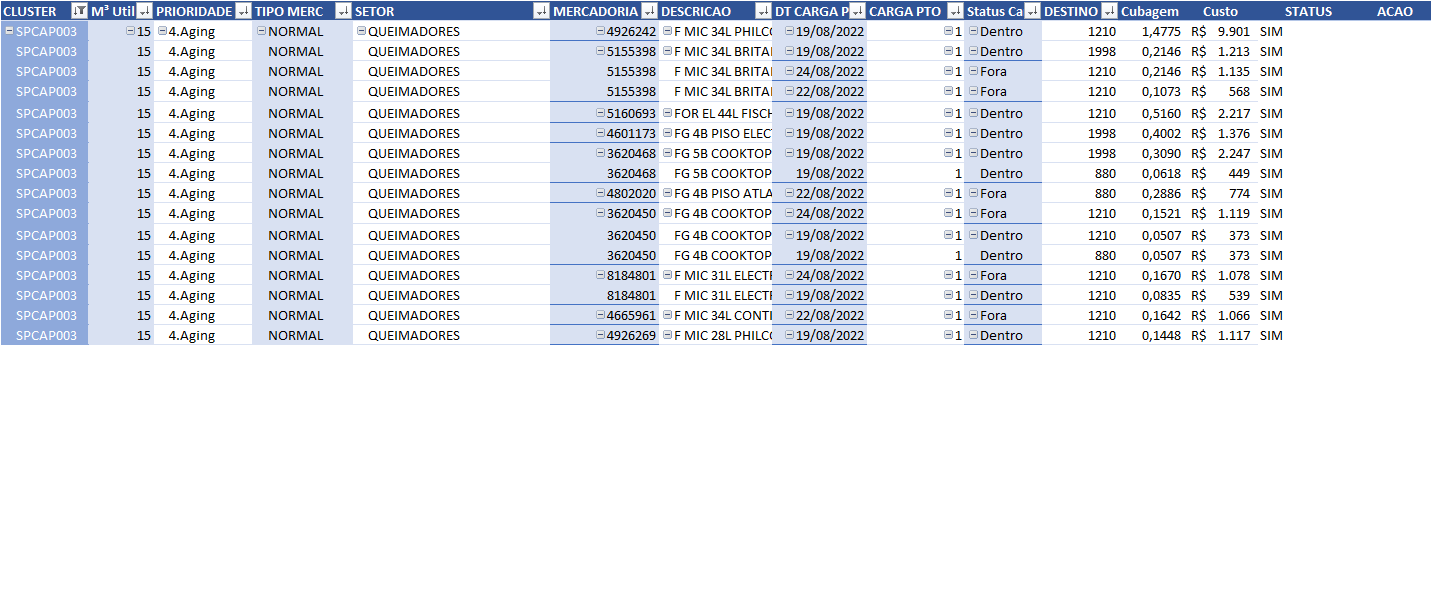 CLUSTER M³ Util PRIORIDADE TIPO MERC SETOR MERCADORIA DESCRICAO DT CARGA P CARGA PTO Status Ca DESTINO Cubagem Custo STATUS ACAO
SPCAP003 15 4.Aging NORMAL QUEIMADORES 4926242 F MIC 34L PHILCO 19/08/2022 1 Dentro 1210 1,4775 R$ 9.901 SIM
SPCAP003 15 4.Aging NORMAL QUEIMADORES 5155398 F MIC 34L BRITA 19/08/2022 1 Dentro 1998 0,2146 R$ 1.213 SIM
SPCAP003 15 4.Aging NORMAL QUEIMADORES 5155398 F MIC 34L BRITA 24/08/2022 1 Fora 1210 0,2146 R$ 1.135 SIM
SPCAP003 15 4.Aging NORMAL QUEIMADORES 5155398 F MIC 34L BRITA 22/08/2022 1 Fora 1210 0,1073 R$ 568 SIM
SPCAP003 15 4.Aging NORMAL QUEIMADORES 5160693 FOR EL 44L FISCH 19/08/2022 1 Dentro 1210 0,5160 R$ 2.217 SIM
SPCAP003 15 4.Aging NORMAL QUEIMADORES 4601173 FG 4B PISO ELEC 19/08/2022 1 Dentro 1998 0,4002 R$ 1.376 SIM
SPCAP003 15 4.Aging NORMAL QUEIMADORES 3620468 FG 5B COOKTOP 19/08/2022 1 Dentro 1998 0,3090 R$ 2.247 SIM
SPCAP003 15 4.Aging NORMAL QUEIMADORES 3620468 FG 5B COOKTOP 19/08/2022 1 Dentro 880 0,0618 R$ 449 SIM
SPCAP003 15 4.Aging NORMAL QUEIMADORES 4802020 FG 4B PISO ATLA 22/08/2022 1 Fora 880 0,2886 R$ 774 SIM
SPCAP003 15 4.Aging NORMAL QUEIMADORES 3620450 FG 4B COOKTOP 24/08/2022 1 Fora 1210 0,1521 R$ 1.119 SIM
SPCAP003 15 4.Aging NORMAL QUEIMADORES 3620450 FG 4B COOKTOP 19/08/2022 1 Dentro 1210 0,0507 R$ 373 SIM
SPCAP003 15 4.Aging NORMAL QUEIMADORES 3620450 FG 4B COOKTOP 19/08/2022 1 Dentro 880 0,0507 R$ 373 SIM
SPCAP003 15 4.Aging NORMAL QUEIMADORES 8184801 F MIC 31L ELECT 24/08/2022 1 Fora 1210 0,1670 R$ 1.078 SIM
SPCAP003 15 4.Aging NORMAL QUEIMADORES 8184801 F MIC 31L ELECT 19/08/2022 1 Dentro 1210 0,0835 R$ 539 SIM
SPCAP003 15 4.Aging NORMAL QUEIMADORES 4665961 F MIC 34L CONTI 22/08/2022 1 Fora 1210 0,1642 R$ 1.066 SIM
SPCAP003 15 4.Aging NORMAL QUEIMADORES 4926269 F MIC 28L PHILCO 19/08/2022 1 Dentro 1210 0,1448 R$ 1.117 SIM